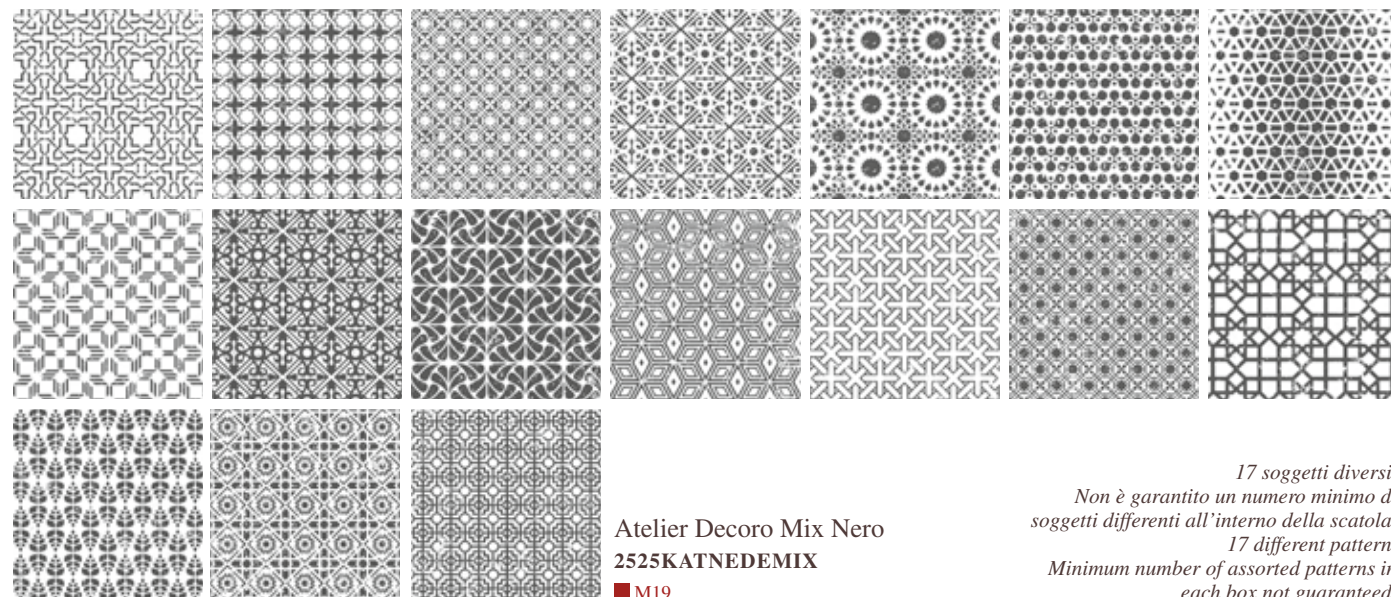 Atelier Decoro Mix Nero
2525KATNEDEMIX
M19
17 soggetti diversi
Non è garantito un numero minimo d
soggetti differenti all’interno della scatola
17 different pattern
Minimum number of assorted patterns in
each box not guaranteed